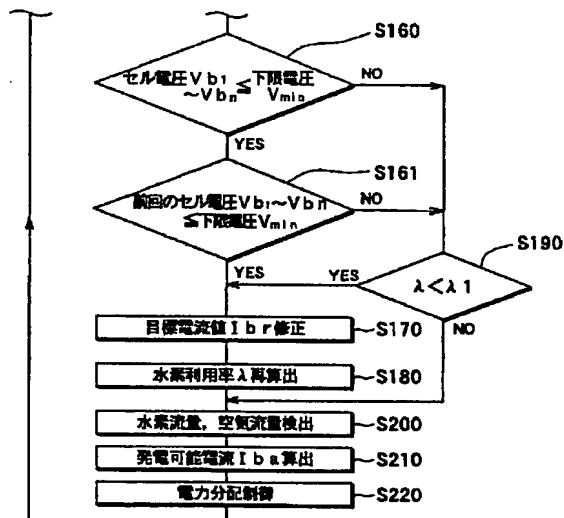 S160
セル電圧Vb1 ≦ 下限電圧
～Vbn Vmin
NO
YES
S161
前回のセル電圧Vb1～Vbn
≦下限電圧Vmin
NO
YES
S190
λ＜λ1
YES
NO
目標電流値Ibr修正
S170
水素利用率λ再算出
S180
水素流量，空気流量検出
S200
発電可能電流Iba算出
S210
電力分配制御
S220